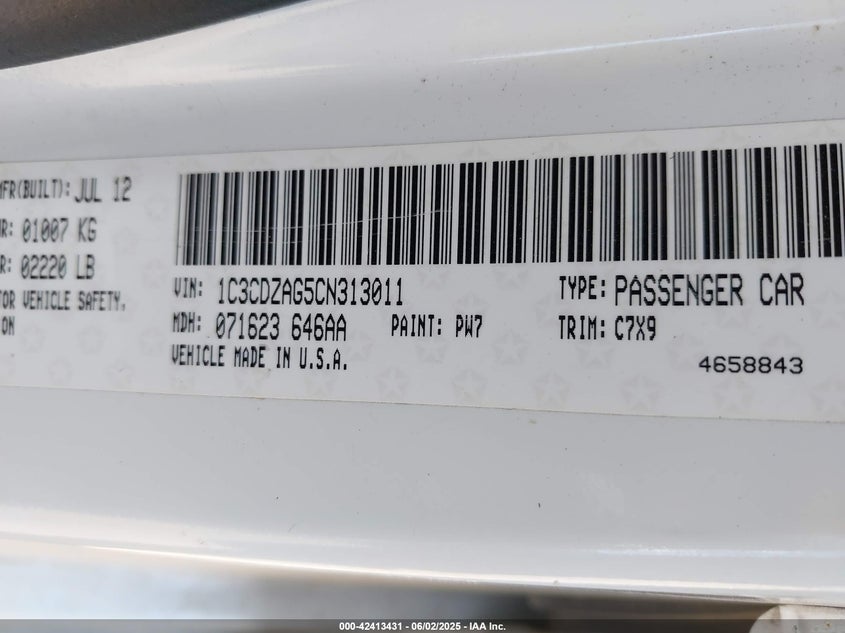 MFR(BUILT): JUL 12
R: 01007 KG
R: 02220 LB
TOR VEHICLE SAFETY,
ON
VIN: 1C3CDZAG5CN313011 TYPE: PASSENGER CAR
MDH: 071623 646AA PAINT: PW7 TRIM: C7X9
VEHICLE MADE IN U.S.A. 4658843
000-42413431 - 06/02/2025 - IAA Inc.